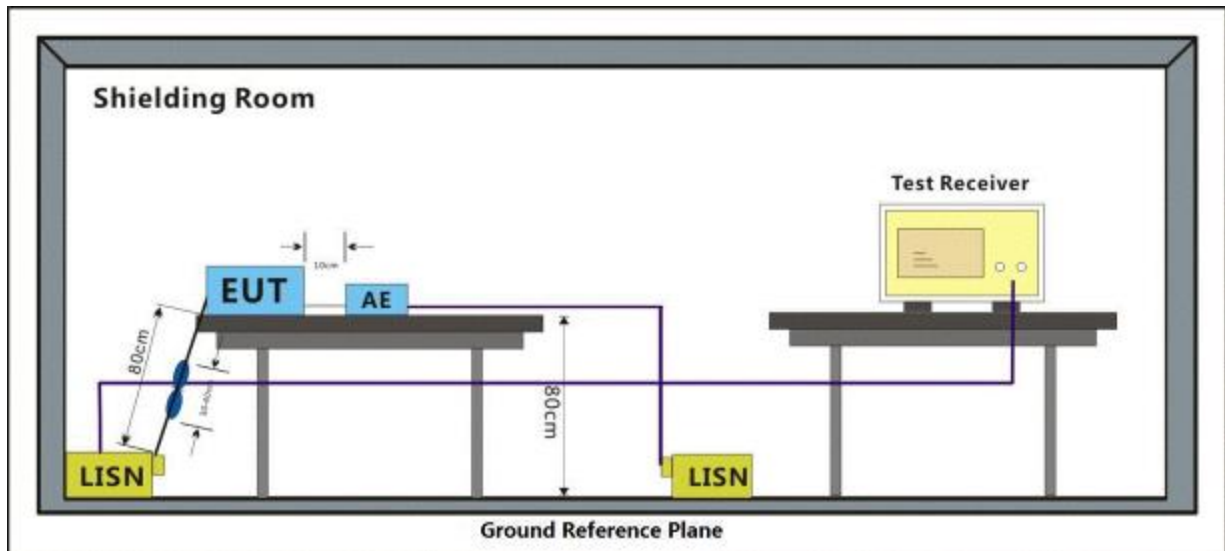 Shielding Room
Test Receiver
10cm
EUT
AE
80cm
80cm
LISN
LISN
Ground Reference Plane